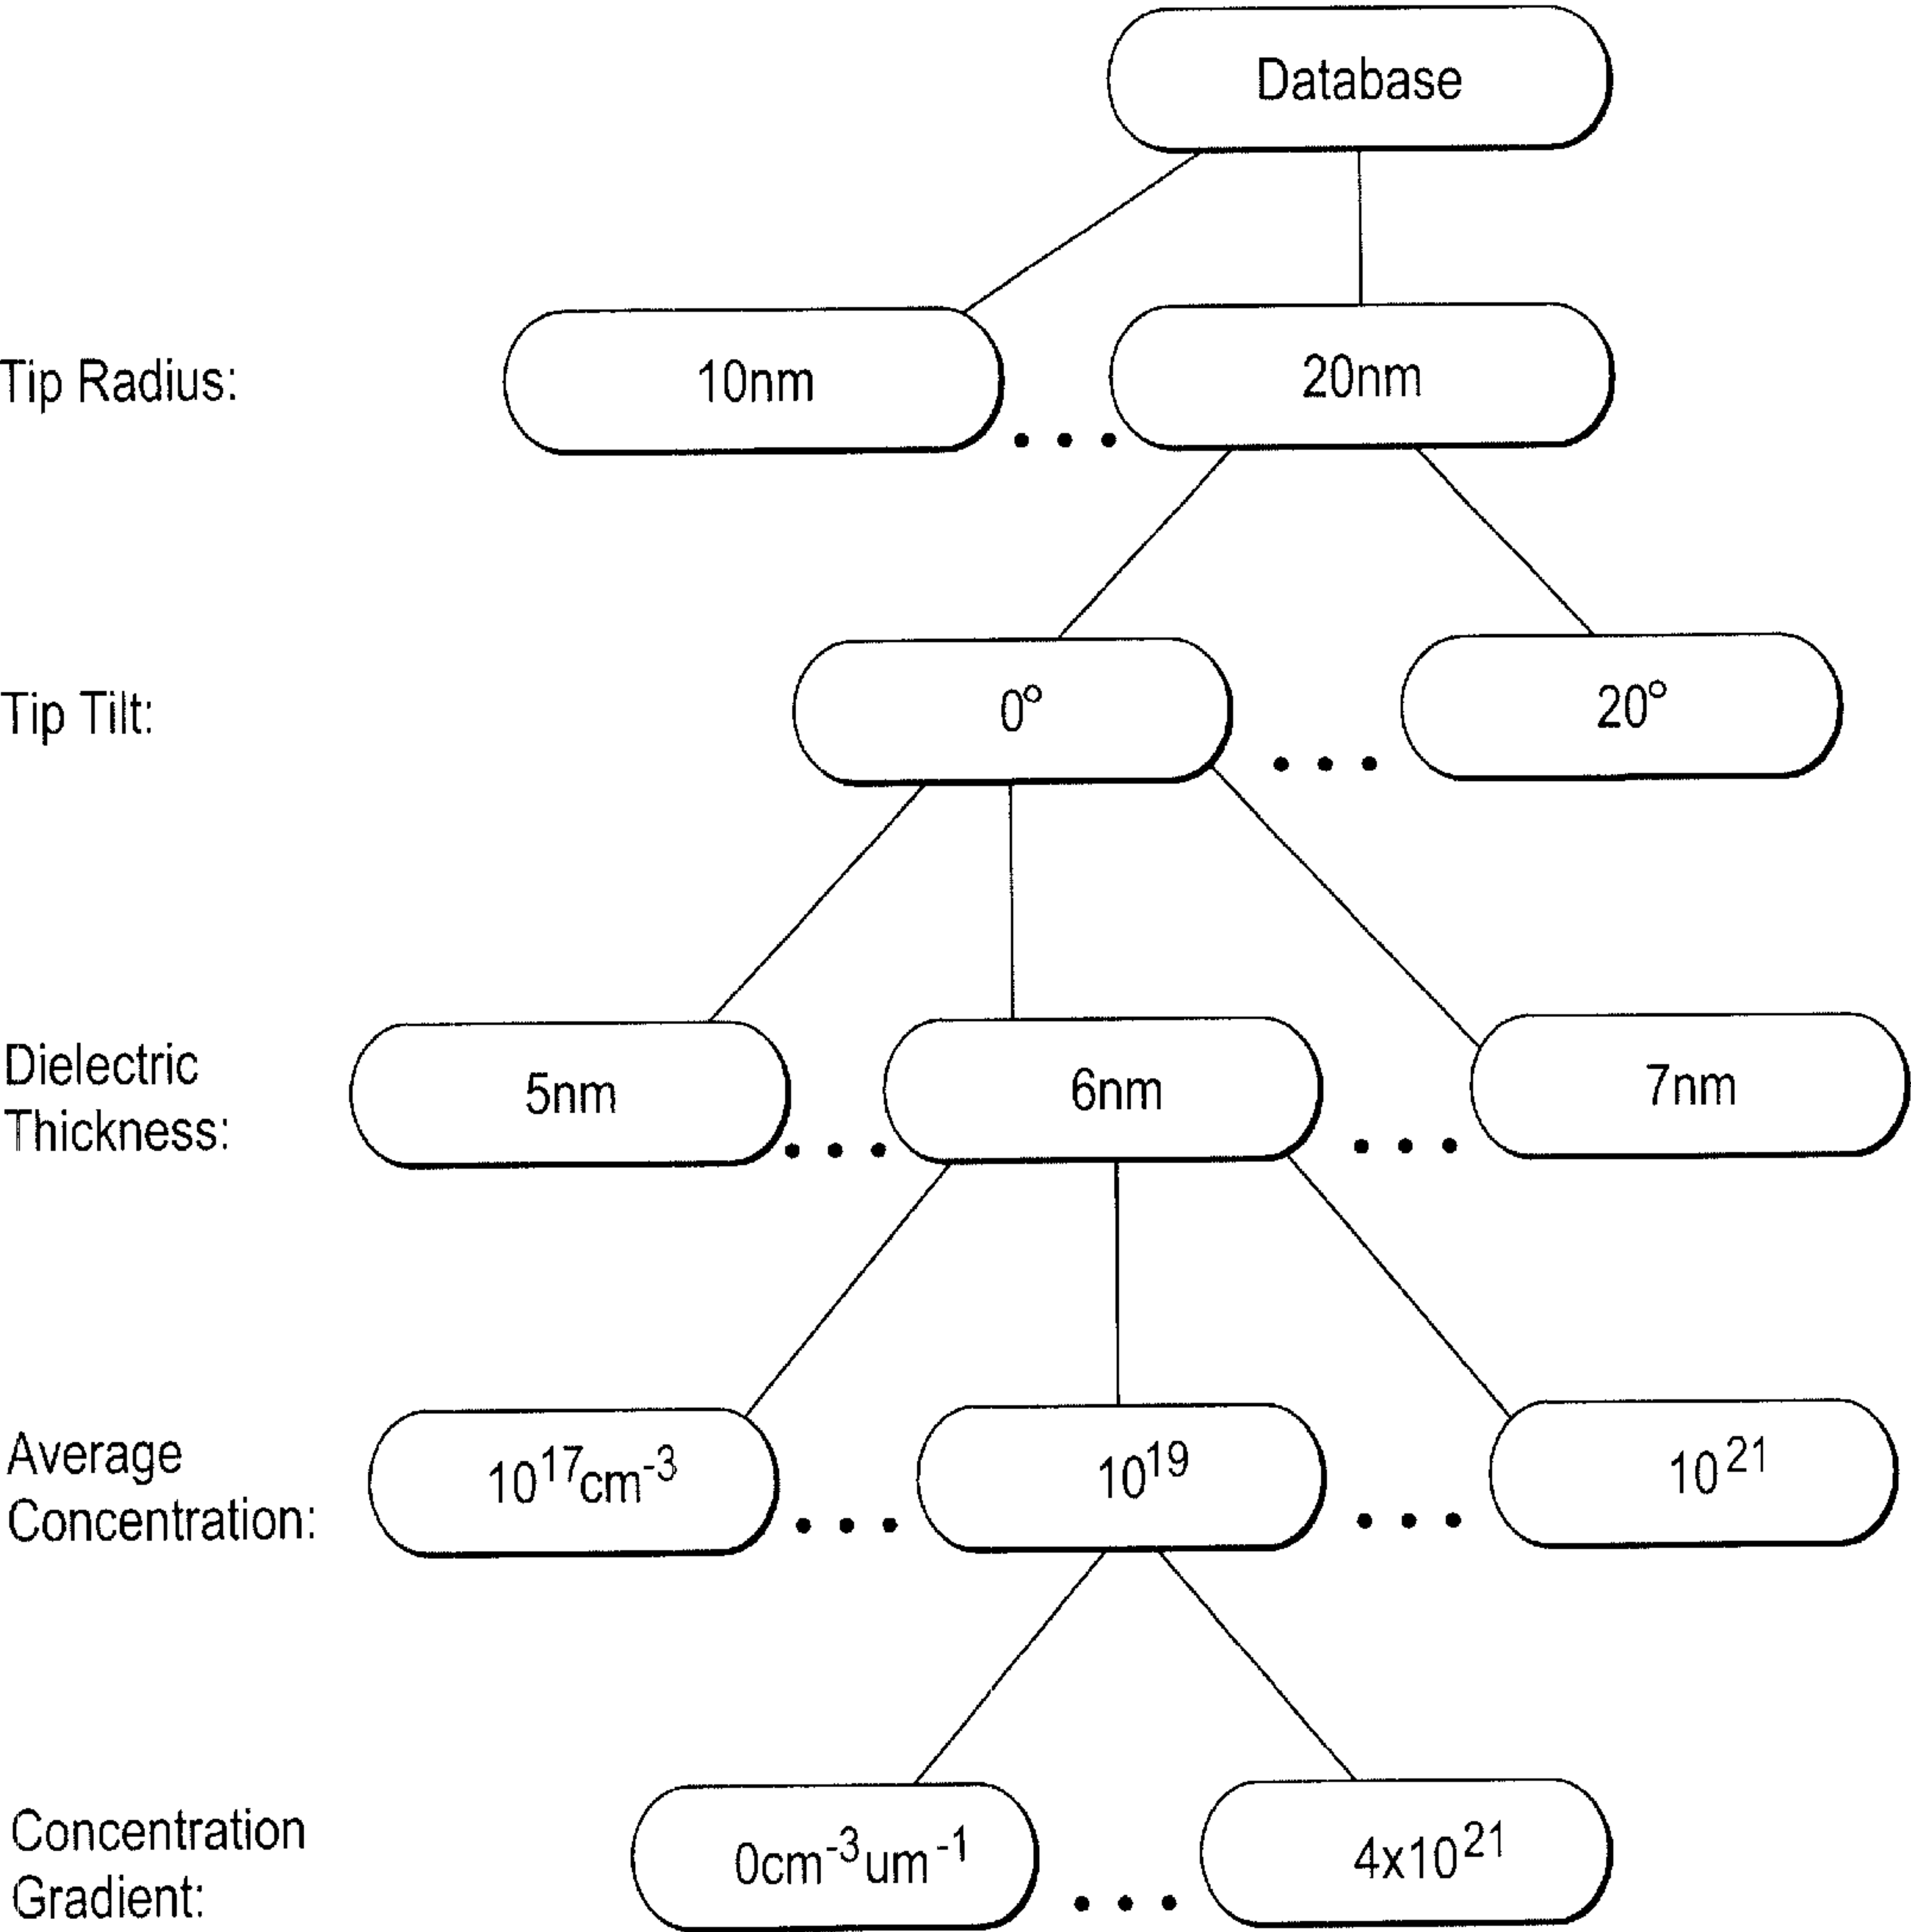 Database
Tip Radius:
10nm
20nm
Tip Tilt:
0°
20°
Dielectric
Thickness:
5nm
6nm
7nm
Average
Concentration:
10¹⁷cm⁻³
10¹⁹
10²¹
Concentration
Gradient:
0cm⁻³um⁻¹
4x10²¹